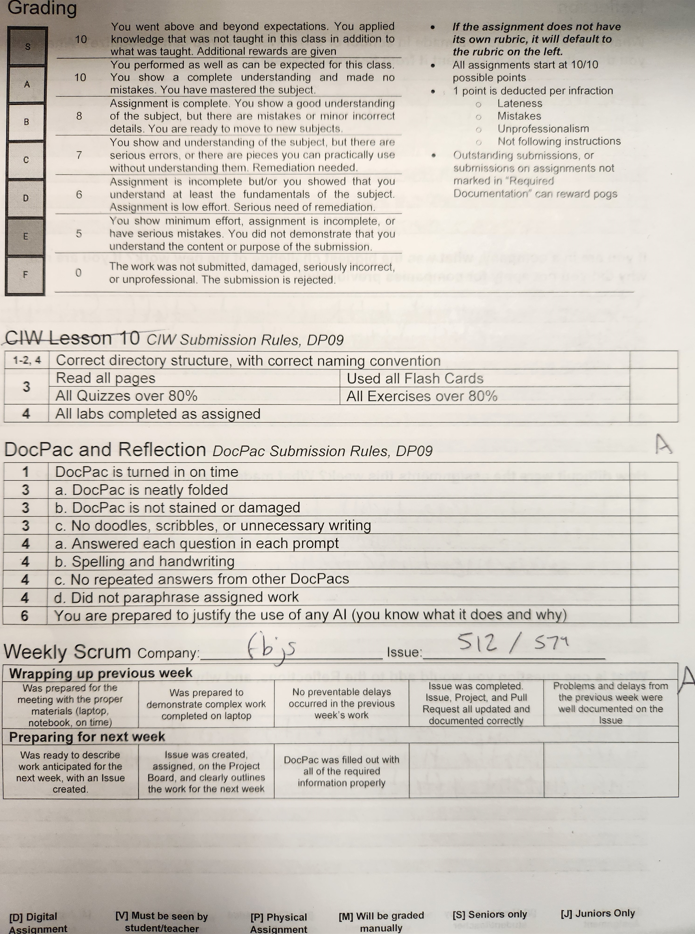 Grading
S 10 You went above and beyond expectations. You applied
knowledge that was not taught in this class in addition to
what was taught. Additional rewards are given
A 10 You performed as well as can be expected for this class.
You show a complete understanding and made no
mistakes. You have mastered the subject.
B 8 Assignment is complete. You show a good understanding
of the subject, but there are mistakes or minor incorrect
details. You are ready to move to new subjects.
C 7 You show and understanding of the subject, but there are
serious errors, or there are pieces you can practically use
without understanding them. Remediation needed.
D 6 Assignment is incomplete but/or you showed that you
understand at least the fundamentals of the subject.
Assignment is low effort. Serious need of remediation.
E 5 You show minimum effort, assignment is incomplete, or
have serious mistakes. You did not demonstrate that you
understand the content or purpose of the submission.
F 0 The work was not submitted, damaged, seriously incorrect,
or unprofessional. The submission is rejected.
• If the assignment does not have
its own rubric, it will default to
the rubric on the left.
• All assignments start at 10/10
possible points
• 1 point is deducted per infraction
o Lateness
o Mistakes
o Unprofessionalism
o Not following instructions
• Outstanding submissions, or
submissions on assignments not
marked in "Required
Documentation" can reward pogs
CIW Lesson 10 CIW Submission Rules, DP09
1-2, 4 Correct directory structure, with correct naming convention
3 Read all pages Used all Flash Cards
All Quizzes over 80% All Exercises over 80%
4 All labs completed as assigned
DocPac and Reflection DocPac Submission Rules, DP09 A
1 DocPac is turned in on time
3 a. DocPac is neatly folded
3 b. DocPac is not stained or damaged
3 c. No doodles, scribbles, or unnecessary writing
4 a. Answered each question in each prompt
4 b. Spelling and handwriting
4 c. No repeated answers from other DocPacs
4 d. Did not paraphrase assigned work
6 You are prepared to justify the use of any AI (you know what it does and why)
Weekly Scrum Company: fbjs Issue: 512 /
Wrapping up previous week A
Was prepared for the
meeting with the proper
materials (laptop,
notebook, on time)
Was prepared to
demonstrate complex work
completed on laptop
No preventable delays
occurred in the previous
week's work
Issue was completed.
Issue, Project, and Pull
Request all updated and
documented correctly
Problems and delays from
the previous week were
well documented on the
Issue
Preparing for next week
Was ready to describe
work anticipated for the
next week, with an Issue
created.
Issue was created,
assigned, on the Project
Board, and clearly outlines
the work for the next week
DocPac was filled out with
all of the required
information properly
[D] Digital
Assignment
[V] Must be seen by
student/teacher
[P] Physical
Assignment
[M] Will be graded
manually
[S] Seniors only
[J] Juniors Only